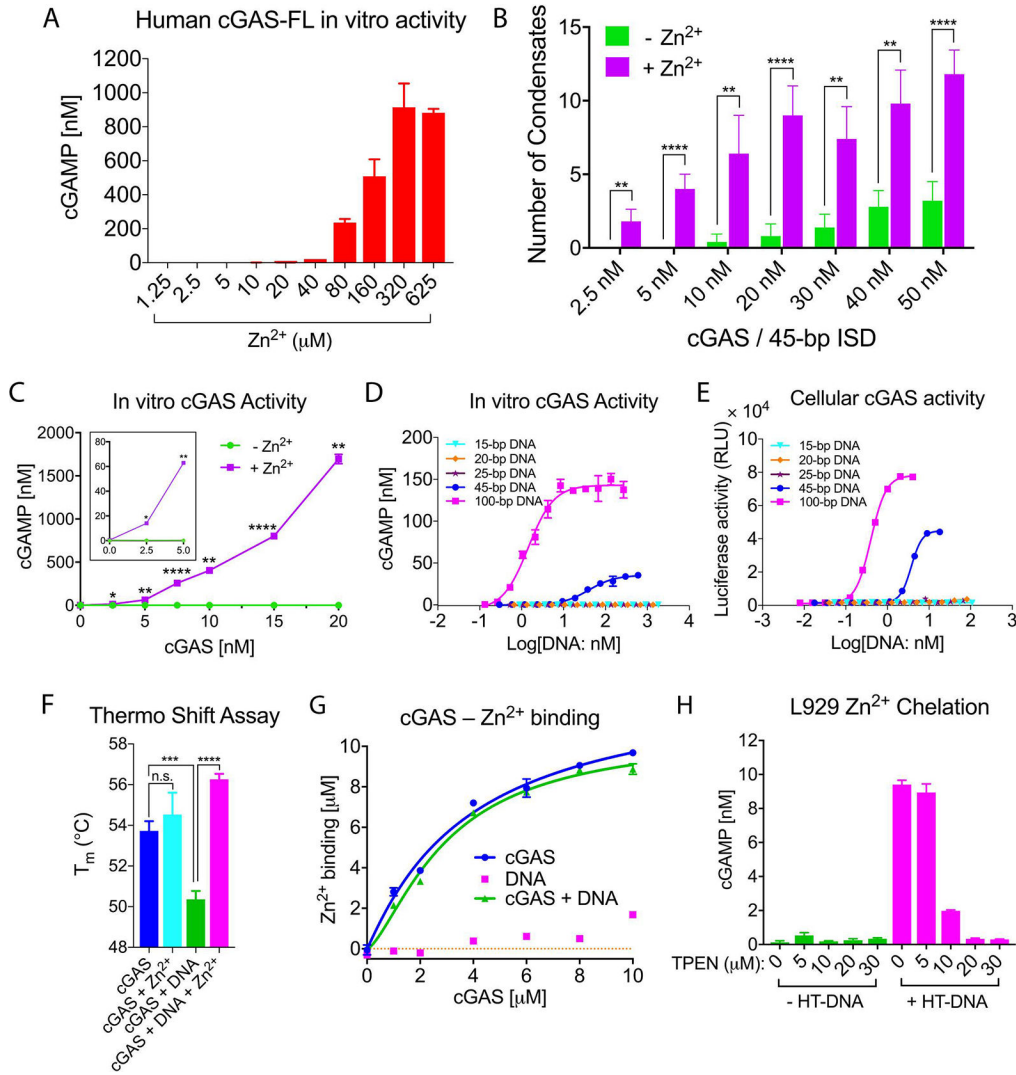 A
Human cGAS-FL in vitro activity
cGAMP [nM]
1200
1000
800
600
400
200
0
1.25
2.5
5
10
20
40
80
160
320
625
Zn²⁺ (μM)
B
- Zn²⁺
+ Zn²⁺
Number of Condensates
15
10
5
0
**
****
**
****
**
**
****
2.5 nM
5 nM
10 nM
20 nM
30 nM
40 nM
50 nM
cGAS / 45-bp ISD
C
In vitro cGAS Activity
cGAMP [nM]
2000
1500
1000
500
0
80
60
40
20
0
0.0
2.5
5.0
*
**
- Zn²⁺
+ Zn²⁺
*
**
****
**
****
**
0
5
10
15
20
cGAS [nM]
D
In vitro cGAS Activity
cGAMP [nM]
200
150
100
50
0
15-bp DNA
20-bp DNA
25-bp DNA
45-bp DNA
100-bp DNA
-2
-1
0
1
2
3
4
Log[DNA: nM]
E
Cellular cGAS activity
× 10⁴
Luciferase activity (RLU)
10
8
6
4
2
0
15-bp DNA
20-bp DNA
25-bp DNA
45-bp DNA
100-bp DNA
-3
-2
-1
0
1
2
3
Log[DNA: nM]
F
Thermo Shift Assay
Tm (°C)
58
56
54
52
50
48
n.s.
***
****
cGAS
cGAS + Zn²⁺
cGAS + DNA
cGAS + DNA + Zn²⁺
G
cGAS – Zn²⁺ binding
Zn²⁺ binding [μM]
10
8
6
4
2
0
cGAS
DNA
cGAS + DNA
0
2
4
6
8
10
cGAS [μM]
H
L929 Zn²⁺ Chelation
cGAMP [nM]
12
10
8
6
4
2
0
TPEN (μM):
0
5
10
20
30
0
5
10
20
30
- HT-DNA
+ HT-DNA